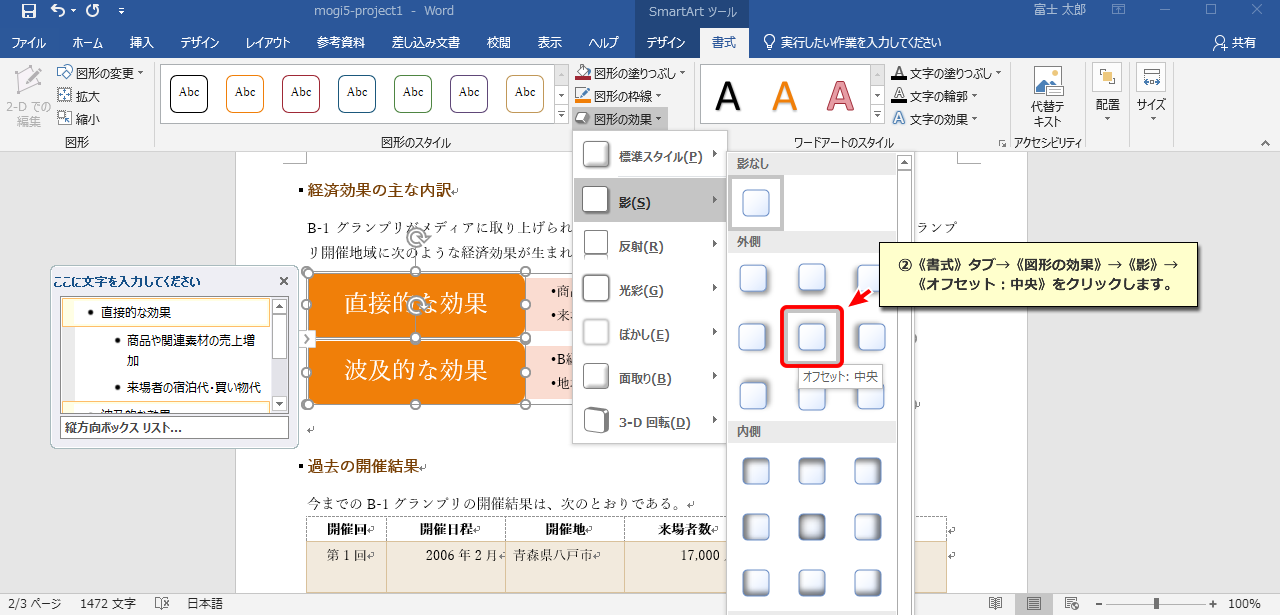 mogi5-project1 - Word
SmartArt ツール
富士 太郎
ファイル ホーム 挿入 デザイン レイアウト 参考資料 差し込み文書 校閲 表示 ヘルプ デザイン 書式 実行したい作業を入力してください 共有
2-D での編集
図形の変更
拡大
縮小
図形
Abc Abc Abc Abc Abc Abc Abc
図形のスタイル
図形の塗りつぶし
図形の枠線
図形の効果
A A A
ワードアートのスタイル
文字の塗りつぶし
文字の輪郭
文字の効果
代替テキスト
アクセシビリティ
配置
サイズ
標準スタイル(P)
影(S)
反射(R)
光彩(G)
ぼかし(E)
面取り(B)
3-D 回転(D)
影なし
外側
オフセット: 中央
内側
②《書式》タブ→《図形の効果》→《影》→
《オフセット：中央》をクリックします。
経済効果の主な内訳
B-1 グランプリがメディアに取り上げられ
ランプ
リ開催地域に次のような経済効果が生まれ
直接的な効果
•商
•来
波及的な効果
•B
•地
ここに文字を入力してください
• 直接的な効果
• 商品や関連素材の売上増加
• 来場者の宿泊代・買い物代
• 波及的な効果
縦方向ボックス リスト...
過去の開催結果
今までの B-1 グランプリの開催結果は、次のとおりである。
開催回 開催日程 開催地 来場者数
第 1 回 2006 年 2 月 青森県八戸市 17,000
2/3 ページ 1472 文字 日本語
100%